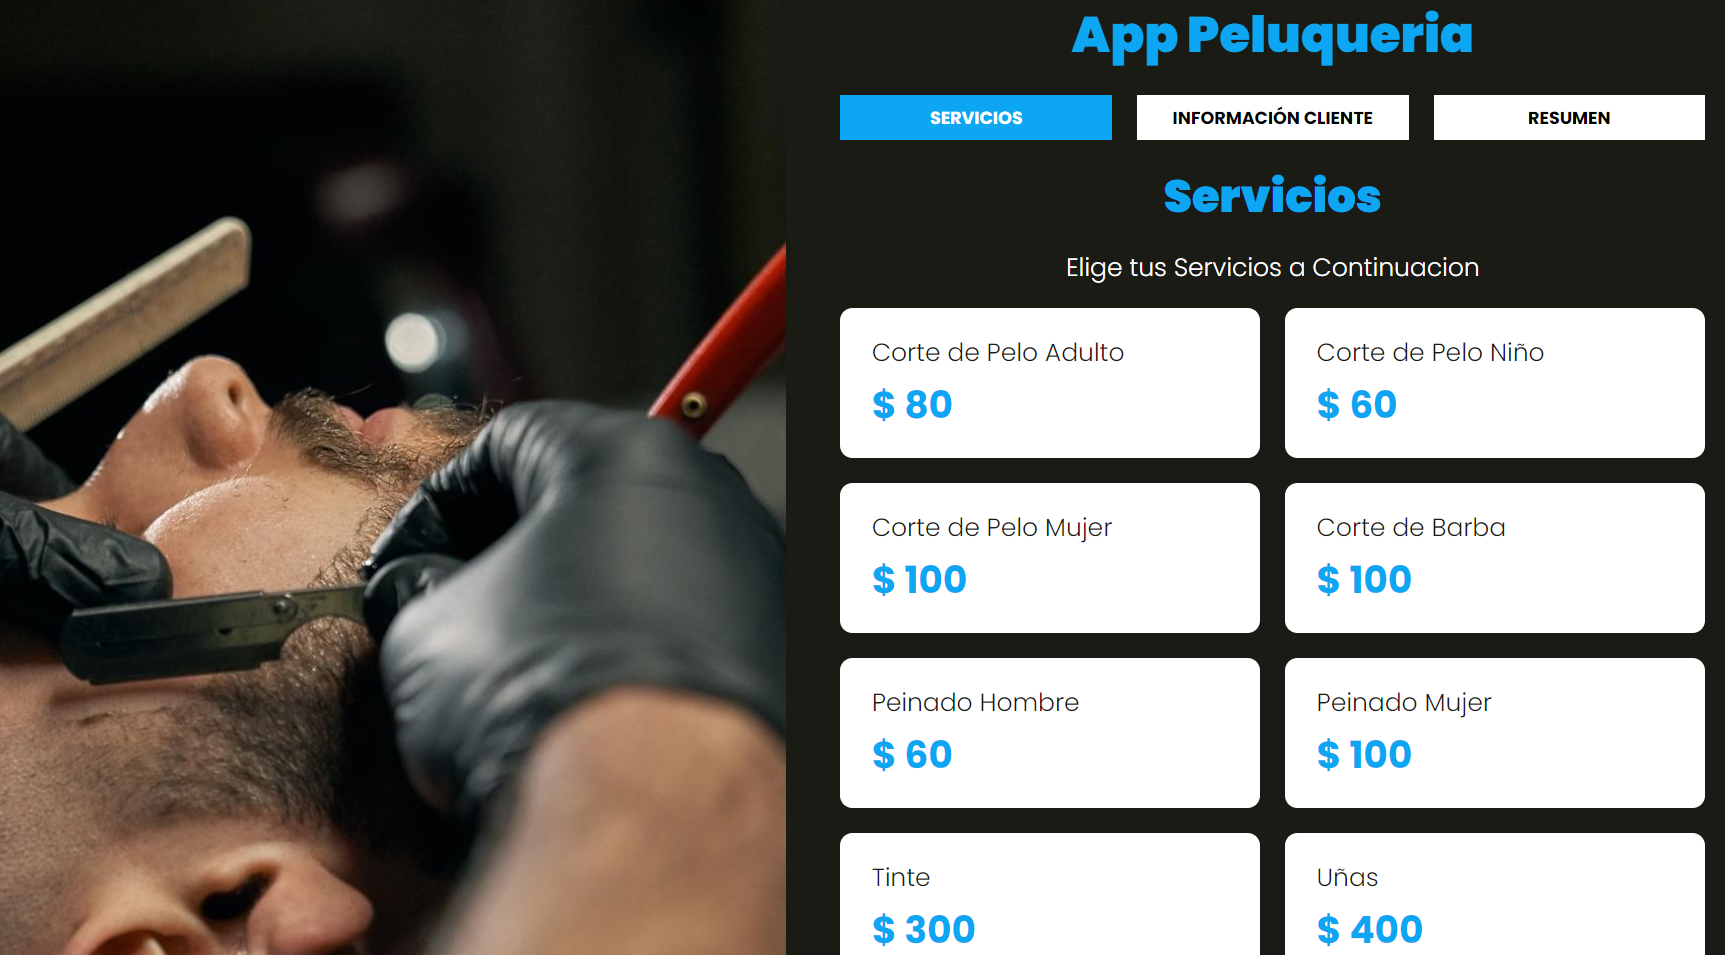 App Peluqueria
SERVICIOS
INFORMACIÓN CLIENTE
RESUMEN
Servicios
Elige tus Servicios a Continuacion
Corte de Pelo Adulto
$ 80
Corte de Pelo Niño
$ 60
Corte de Pelo Mujer
$ 100
Corte de Barba
$ 100
Peinado Hombre
$ 60
Peinado Mujer
$ 100
Tinte
$ 300
Uñas
$ 400